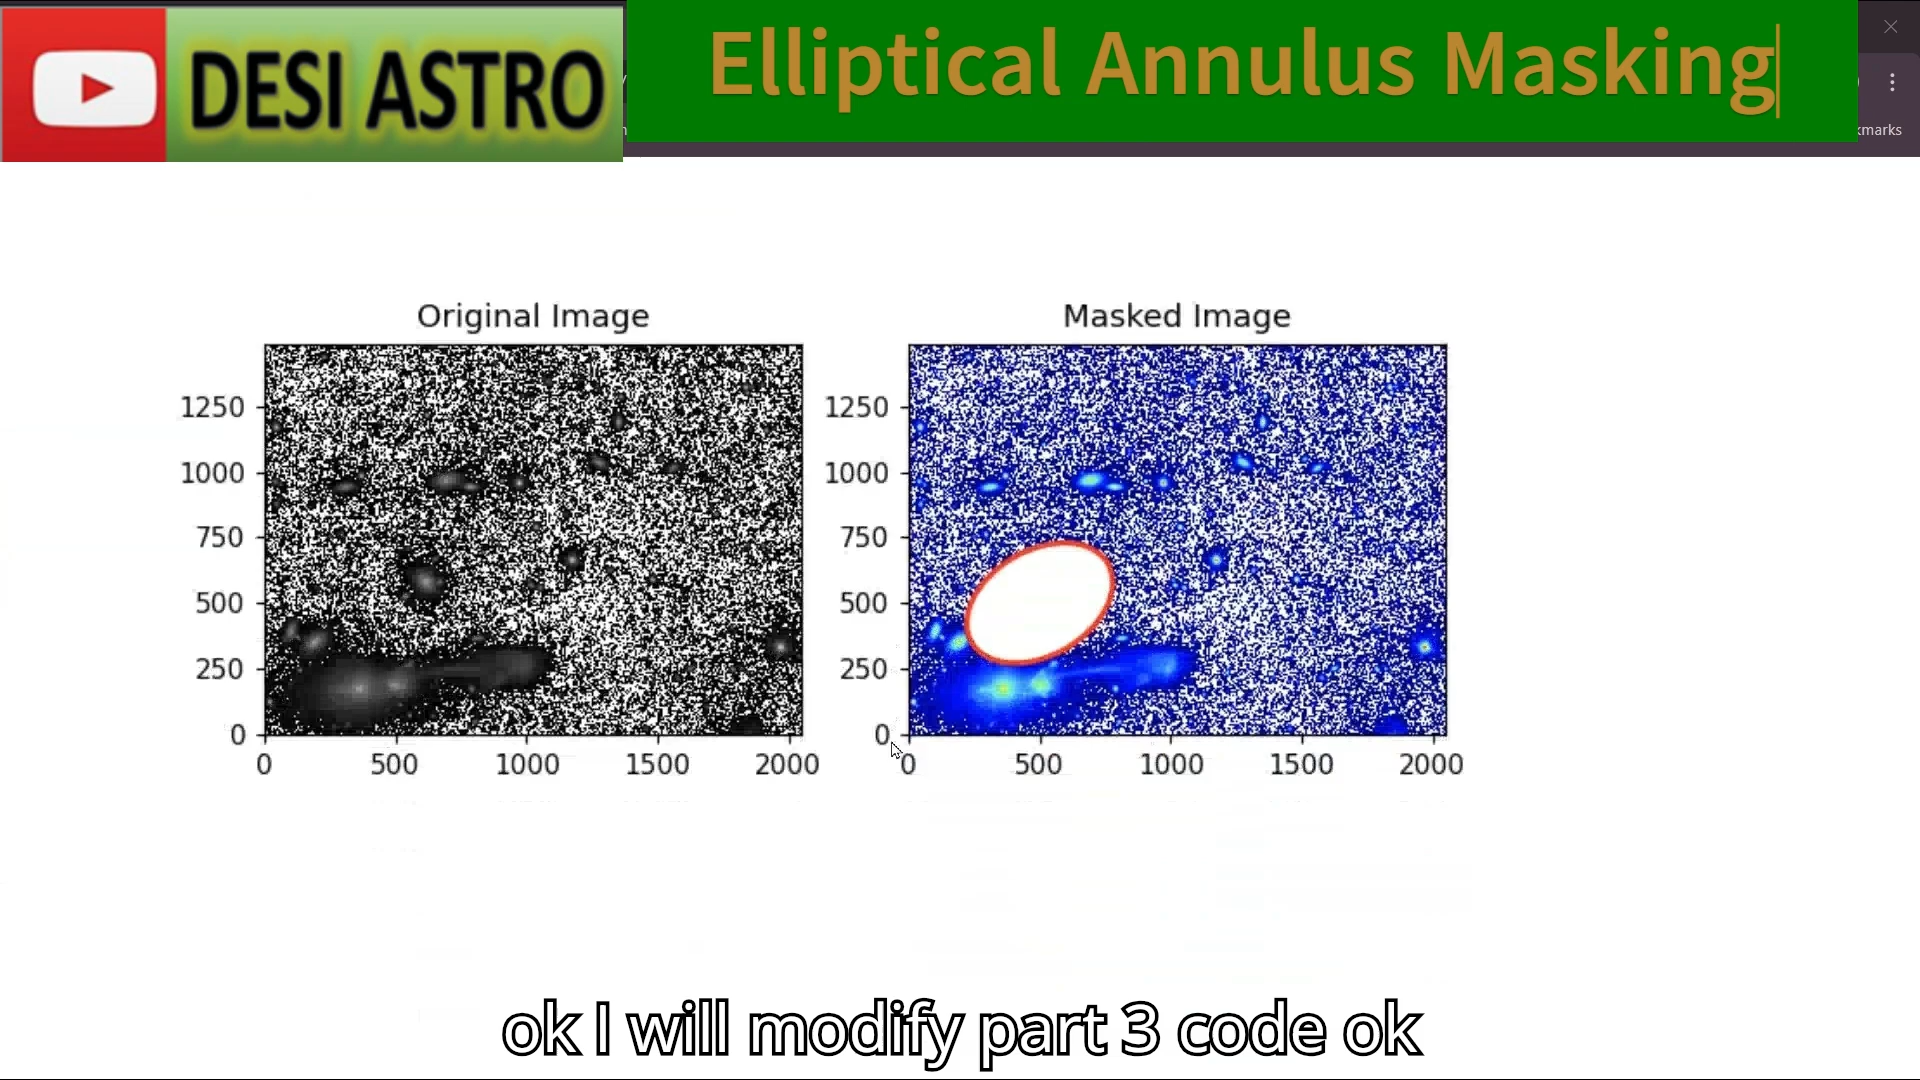 DESI ASTRO
Elliptical Annulus Masking
kmarks
Original Image
Masked Image
1250
1000
750
500
250
0
0 500 1000 1500 2000
1250
1000
750
500
250
0
0 500 1000 1500 2000
ok I will modify part 3 code ok